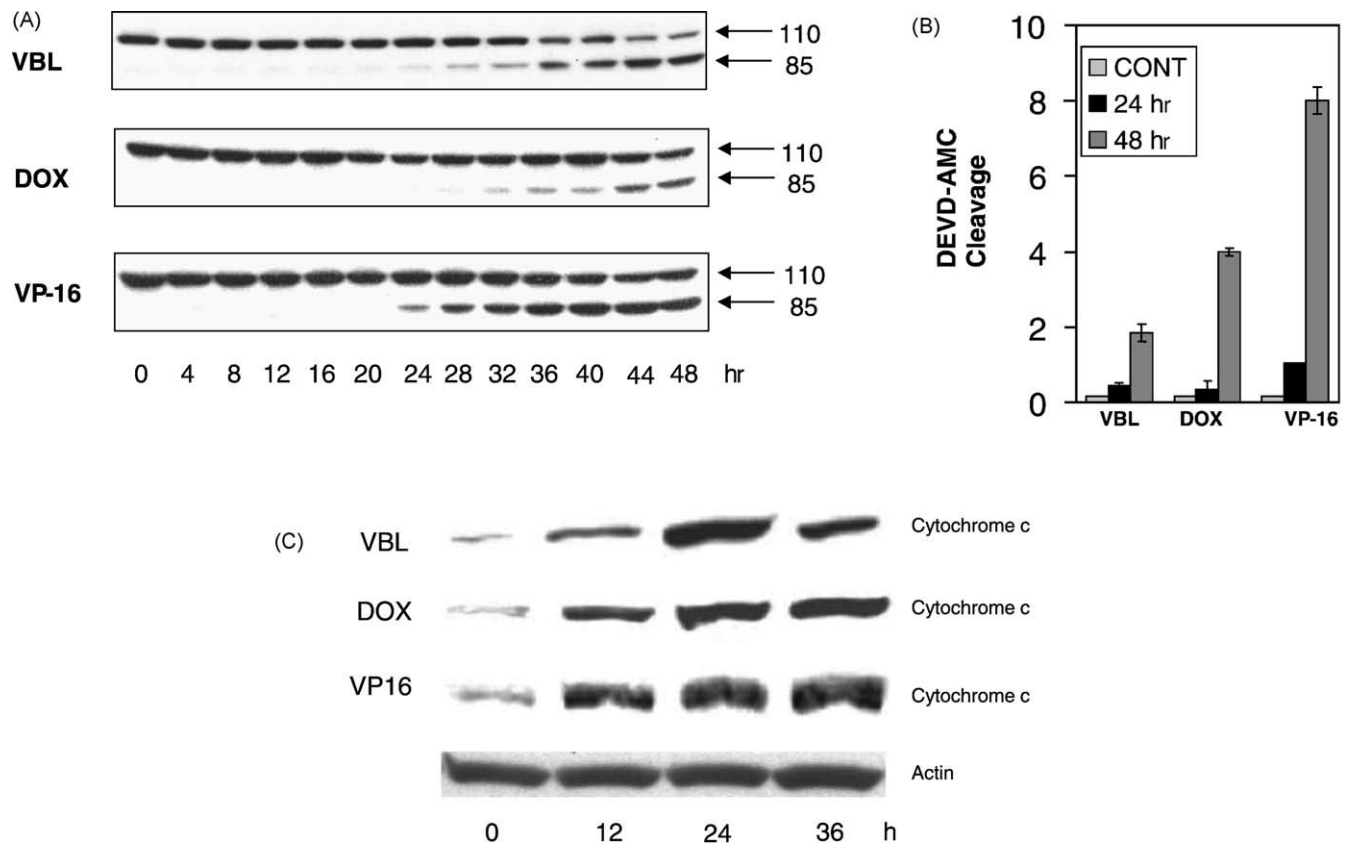 (A)
VBL
110
85
DOX
110
85
VP-16
110
85
0 4 8 12 16 20 24 28 32 36 40 44 48 hr
(B)
DEVD-AMC
Cleavage
10
8
6
4
2
0
CONT
24 hr
48 hr
VBL DOX VP-16
(C)
VBL Cytochrome c
DOX Cytochrome c
VP16 Cytochrome c
Actin
0 12 24 36 h